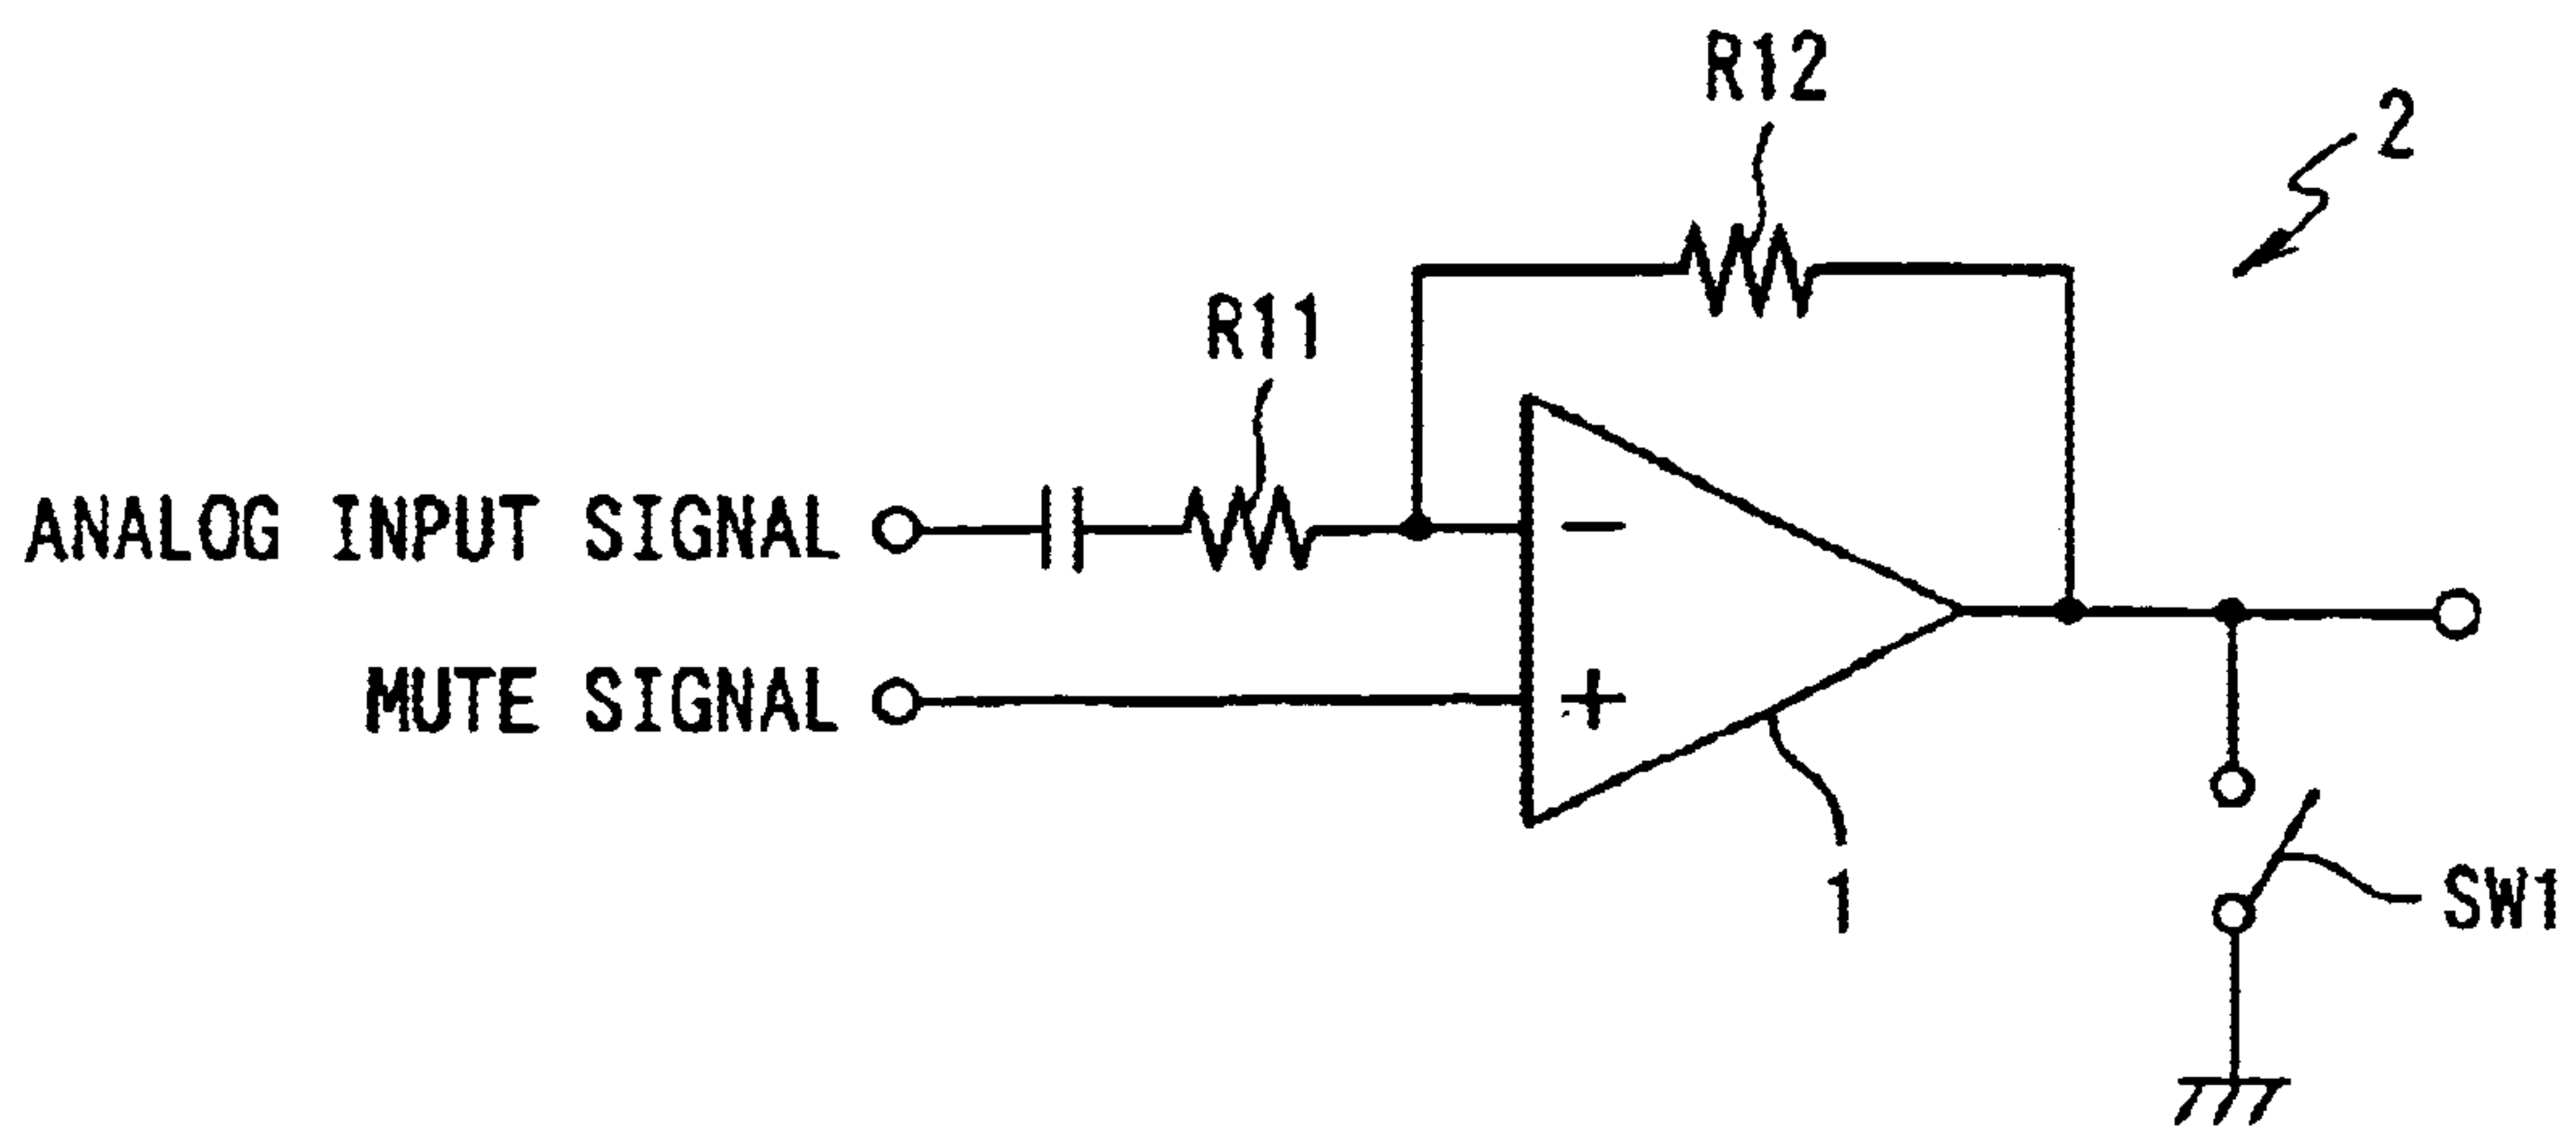 R12
2
R11
ANALOG INPUT SIGNAL
−
MUTE SIGNAL
+
1
SW1